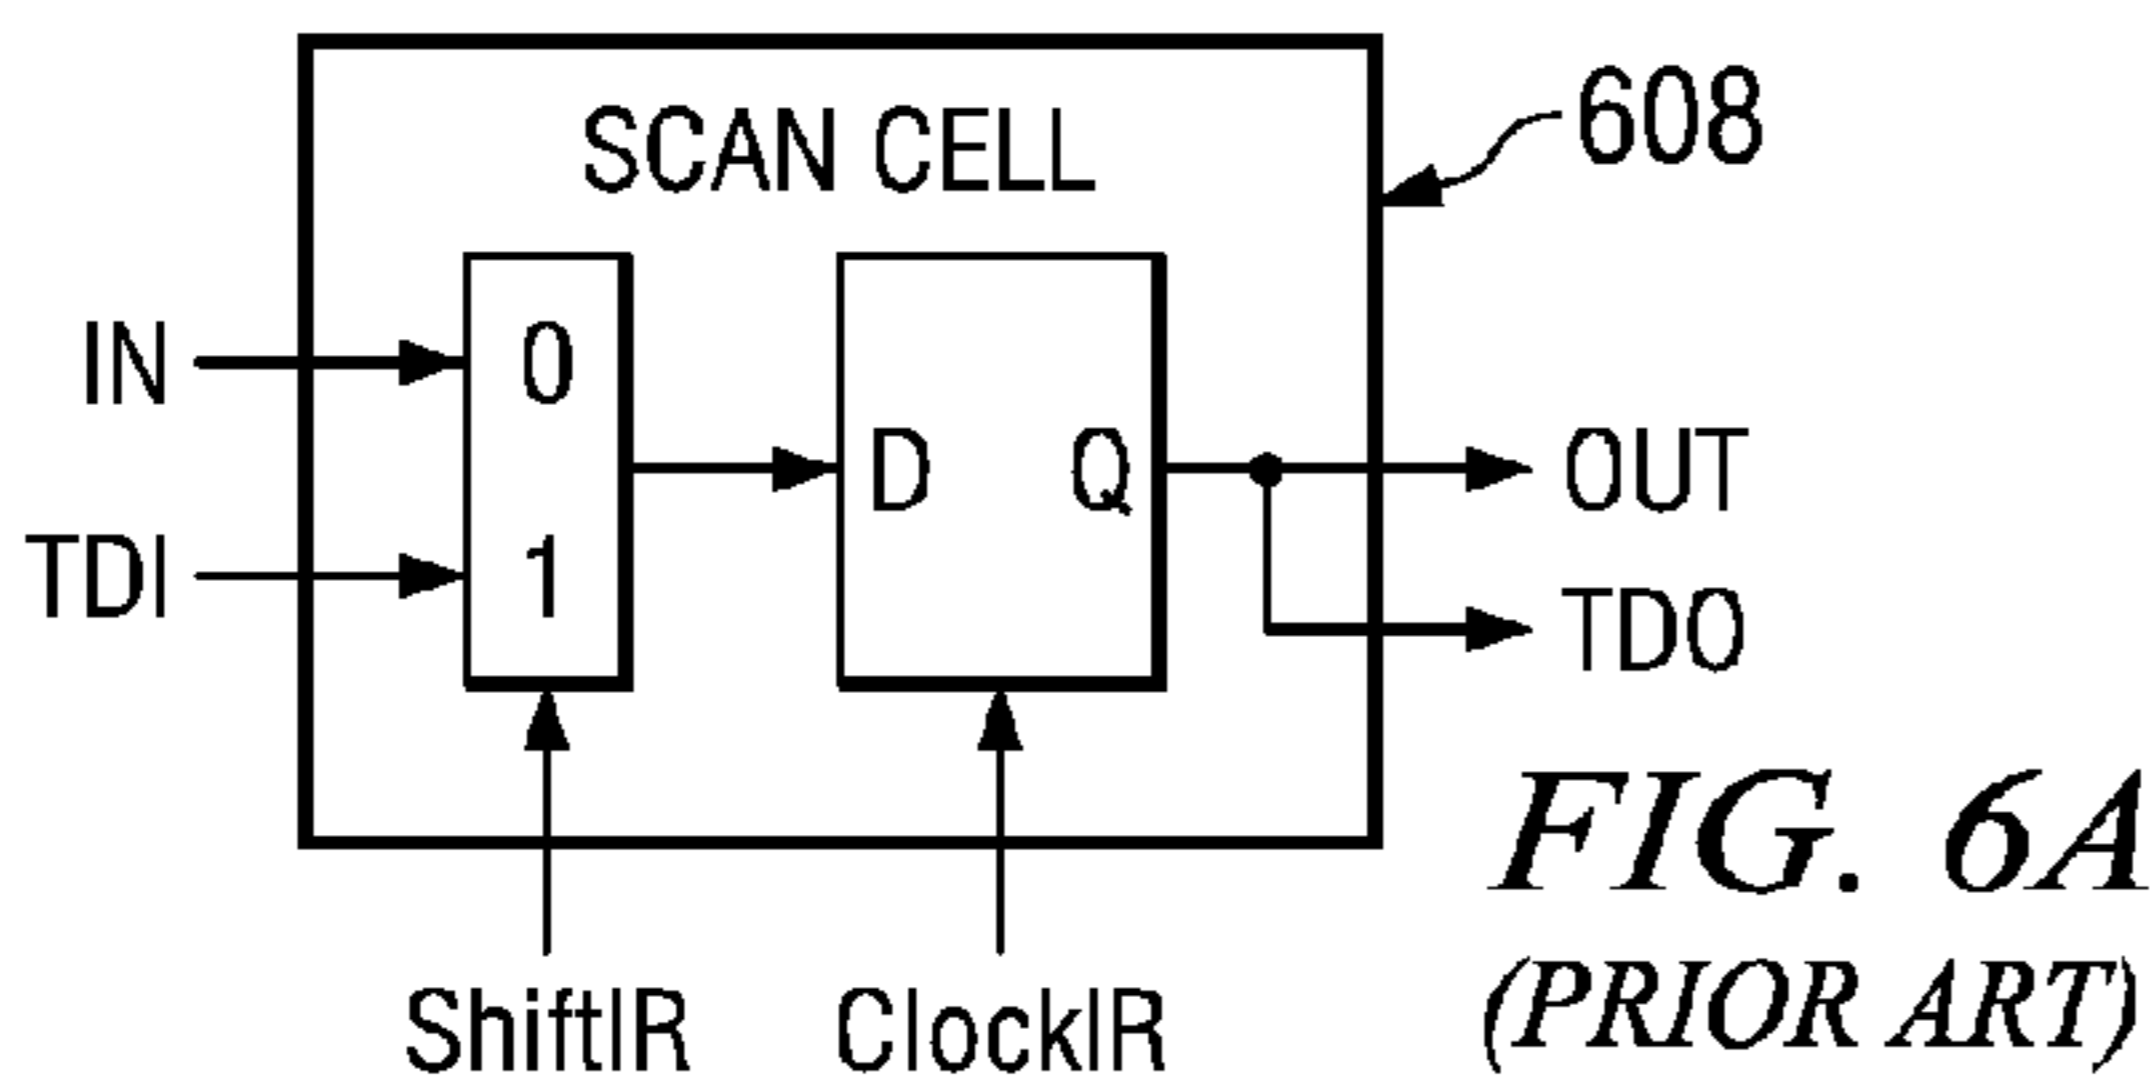 SCAN CELL
608
IN
0
D Q
OUT
TDI
1
TDO
ShiftIR
ClockIR
FIG. 6A
(PRIOR ART)